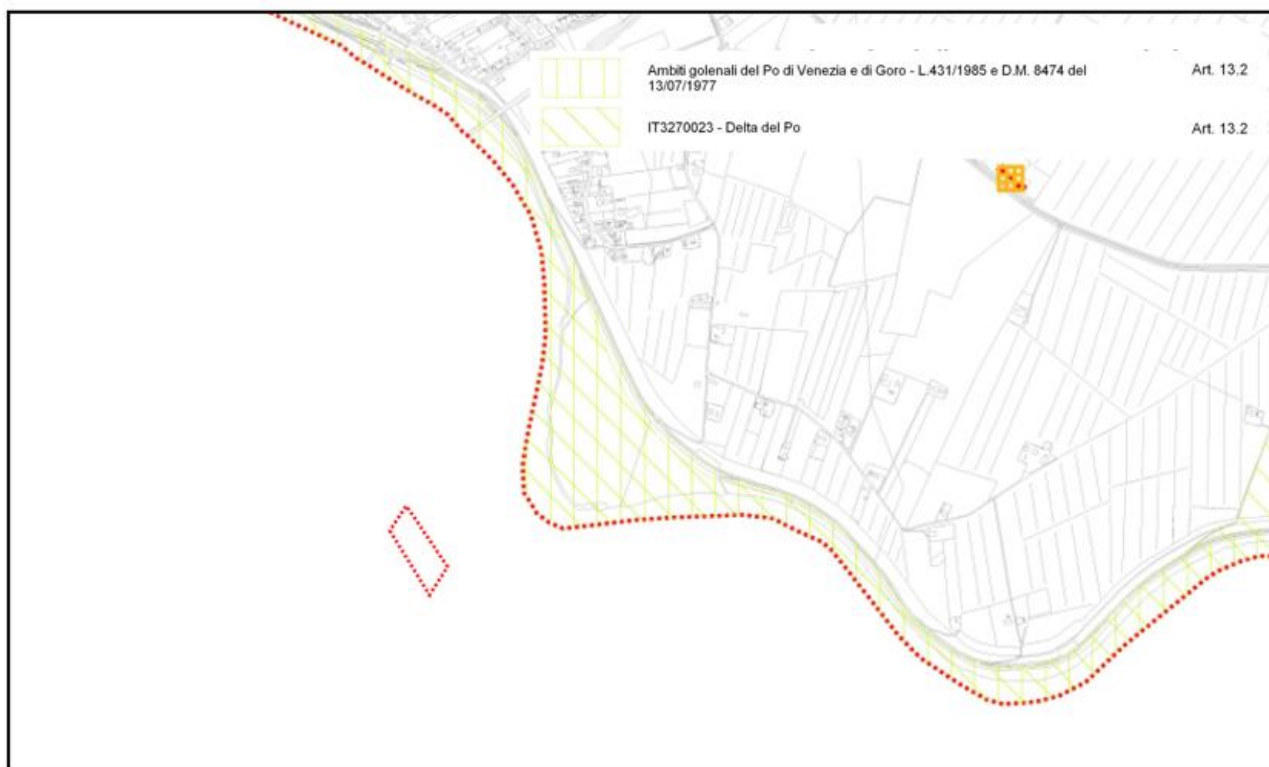 Ambiti golenali del Po di Venezia e di Goro - L.431/1985 e D.M. 8474 del Art. 13.2
13/07/1977
IT3270023 - Delta del Po Art. 13.2